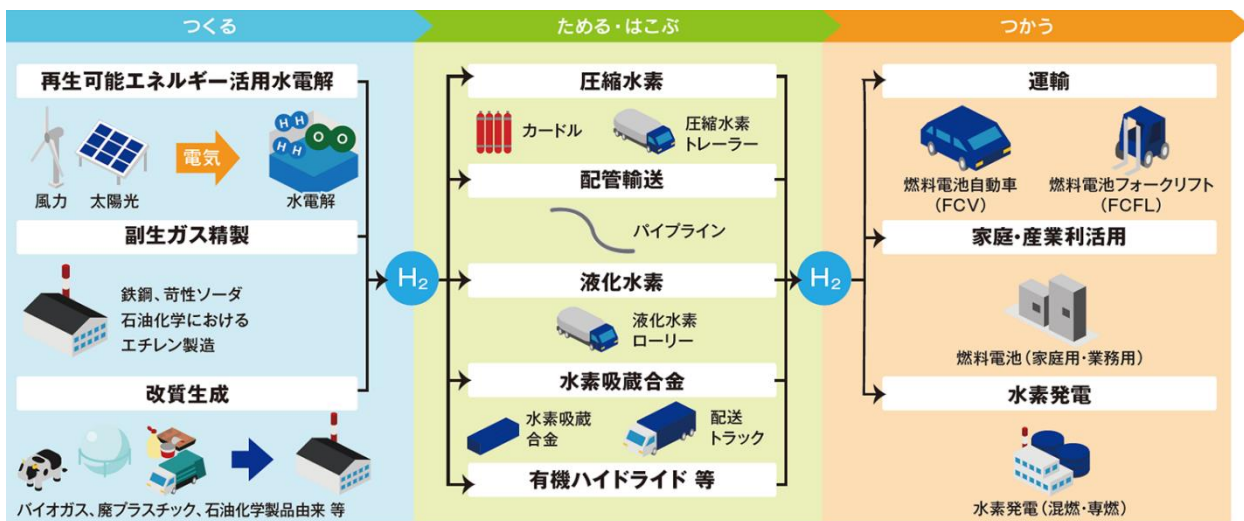 つくる
再生可能エネルギー活用水電解
H H H H O O
電気
風力
太陽光
水電解
副生ガス精製
鉄鋼、苛性ソーダ
石油化学における
エチレン製造
改質生成
バイオガス、廃プラスチック、石油化学製品由来 等
H₂
ためる・はこぶ
圧縮水素
カードル
圧縮水素
トレーラー
配管輸送
パイプライン
液化水素
液化水素
ローリー
水素吸蔵合金
水素吸蔵
合金
配送
トラック
有機ハイドライド 等
H₂
つかう
運輸
燃料電池自動車
(FCV)
燃料電池フォークリフト
(FCFL)
家庭・産業利活用
燃料電池(家庭用・業務用)
水素発電
水素発電(混燃・専燃)